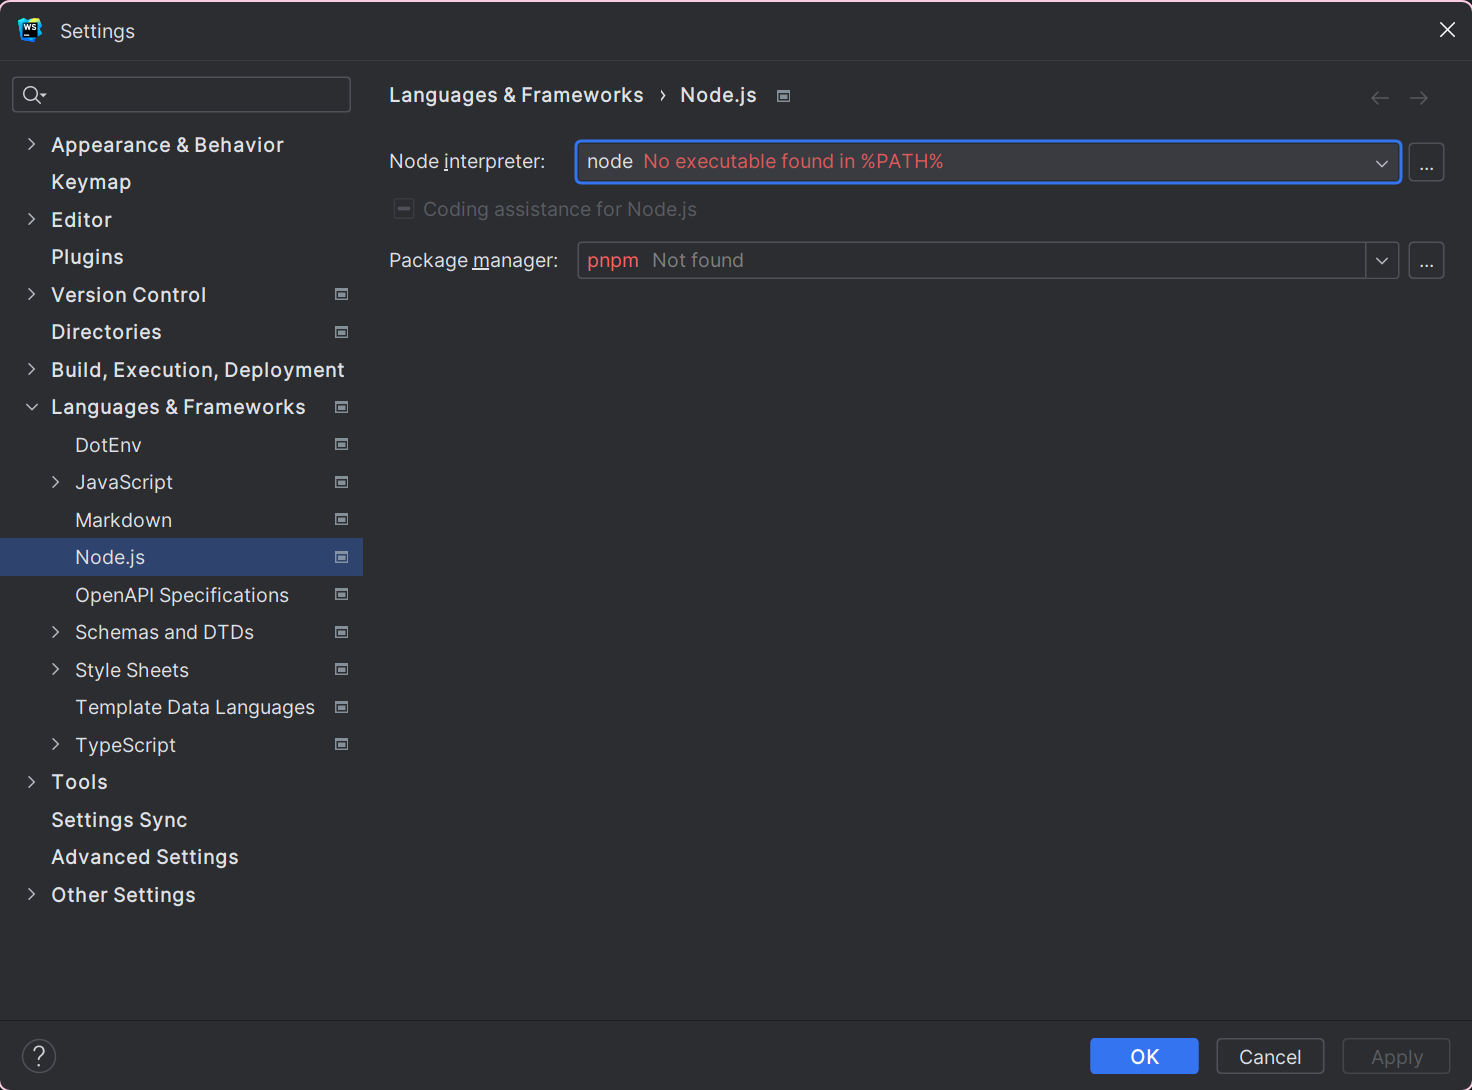 WS Settings
Languages & Frameworks › Node.js
Appearance & Behavior
Keymap
Editor
Plugins
Version Control
Directories
Build, Execution, Deployment
Languages & Frameworks
DotEnv
JavaScript
Markdown
Node.js
OpenAPI Specifications
Schemas and DTDs
Style Sheets
Template Data Languages
TypeScript
Tools
Settings Sync
Advanced Settings
Other Settings
Node interpreter: node No executable found in %PATH% ...
Coding assistance for Node.js
Package manager: pnpm Not found ...
? OK Cancel Apply